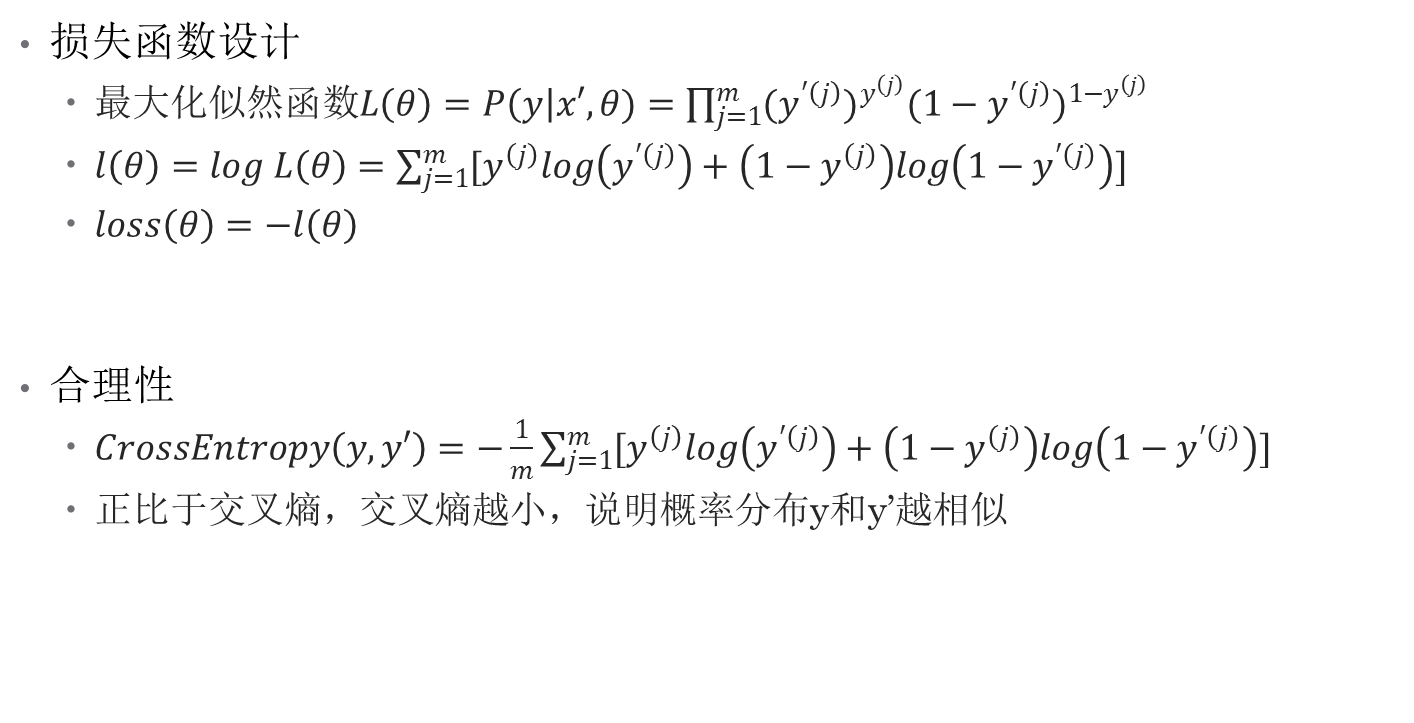 • 损失函数设计
• 最大化似然函数L(θ) = P(y|x′, θ) = ∏_{j=1}^{m}(y′^{(j)})^{y^{(j)}}(1 − y′^{(j)})^{1−y^{(j)}}
• l(θ) = log L(θ) = ∑_{j=1}^{m}[y^{(j)}log(y′^{(j)}) + (1 − y^{(j)})log(1 − y′^{(j)})]
• loss(θ) = −l(θ)
• 合理性
• CrossEntropy(y, y′) = −\frac{1}{m}∑_{j=1}^{m}[y^{(j)}log(y′^{(j)}) + (1 − y^{(j)})log(1 − y′^{(j)})]
• 正比于交叉熵，交叉熵越小，说明概率分布y和y’越相似